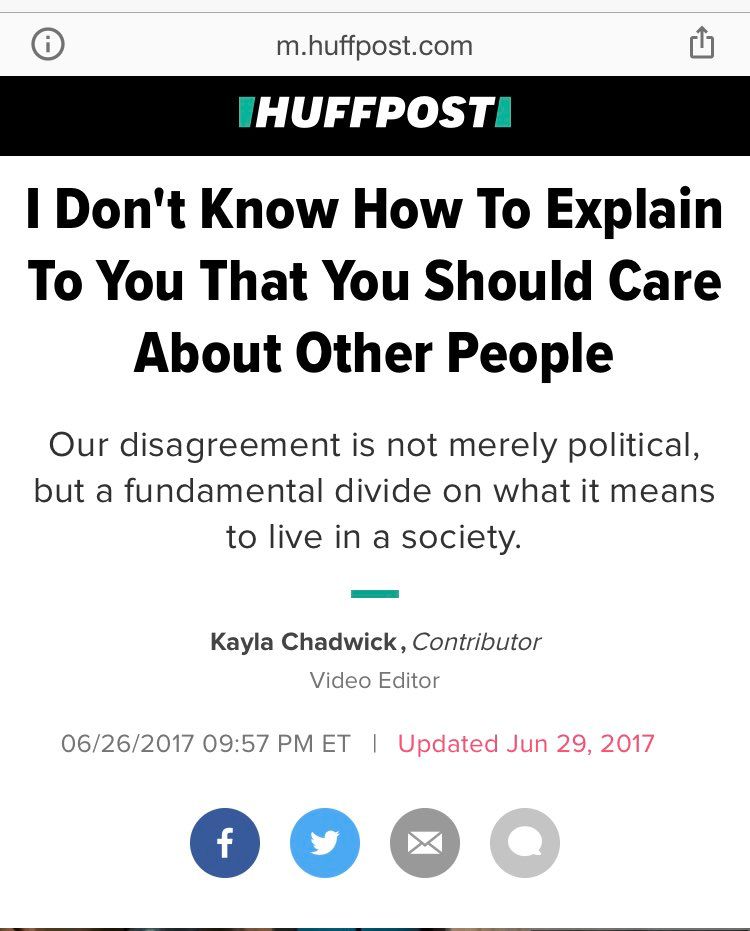 m.huffpost.com
HUFFPOST
I Don't Know How To Explain
To You That You Should Care
About Other People
Our disagreement is not merely political,
but a fundamental divide on what it means
to live in a society.
Kayla Chadwick, Contributor
Video Editor
06/26/2017 09:57 PM ET | Updated Jun 29, 2017